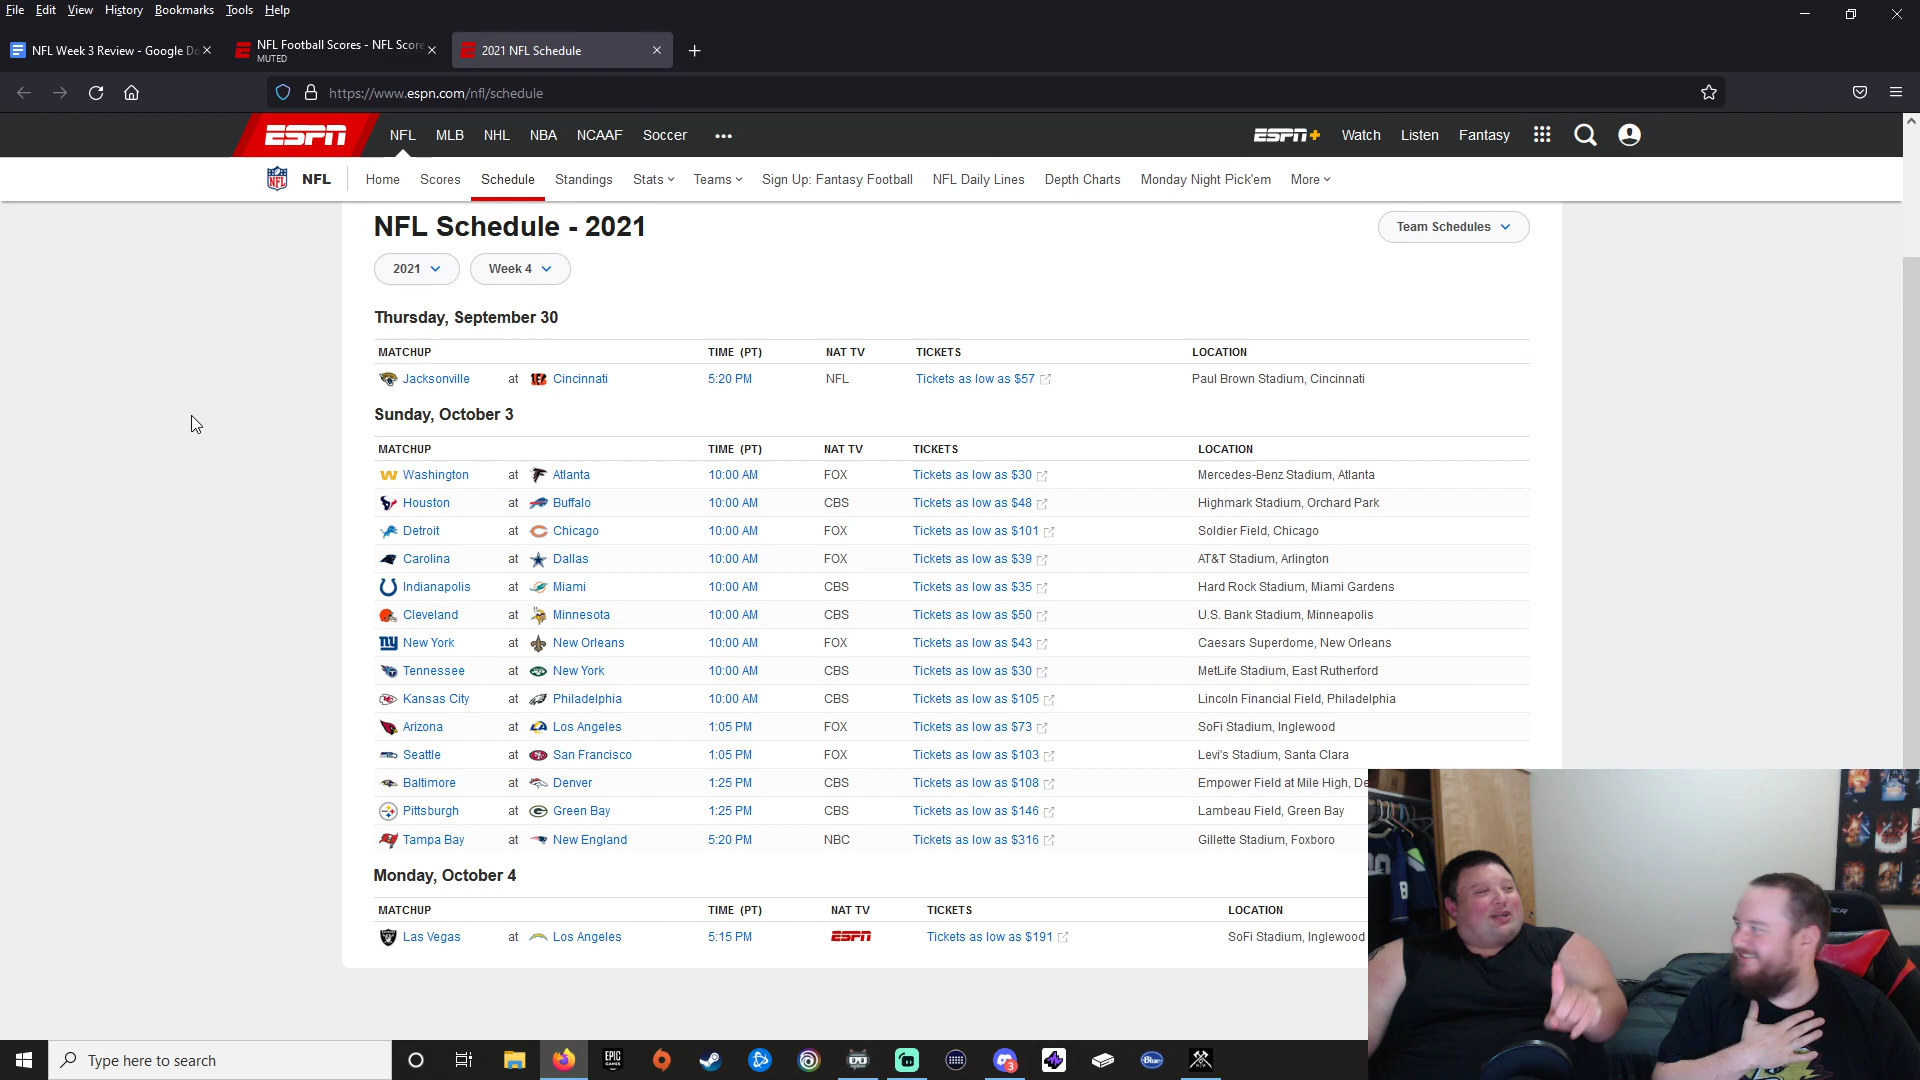 File Edit View History Bookmarks Tools Help
NFL Week 3 Review - Google Do
NFL Football Scores - NFL Score
MUTED
2021 NFL Schedule
https://www.espn.com/nfl/schedule
ESPN NFL MLB NHL NBA NCAAF Soccer ESPN+ Watch Listen Fantasy
NFL Home Scores Schedule Standings Stats Teams Sign Up: Fantasy Football NFL Daily Lines Depth Charts Monday Night Pick'em More
NFL Schedule - 2021
Team Schedules
2021 Week 4
Thursday, September 30
MATCHUP TIME (PT) NAT TV TICKETS LOCATION
Jacksonville at Cincinnati 5:20 PM NFL Tickets as low as $57 Paul Brown Stadium, Cincinnati
Sunday, October 3
MATCHUP TIME (PT) NAT TV TICKETS LOCATION
Washington at Atlanta 10:00 AM FOX Tickets as low as $30 Mercedes-Benz Stadium, Atlanta
Houston at Buffalo 10:00 AM CBS Tickets as low as $48 Highmark Stadium, Orchard Park
Detroit at Chicago 10:00 AM FOX Tickets as low as $101 Soldier Field, Chicago
Carolina at Dallas 10:00 AM FOX Tickets as low as $39 AT&T Stadium, Arlington
Indianapolis at Miami 10:00 AM CBS Tickets as low as $35 Hard Rock Stadium, Miami Gardens
Cleveland at Minnesota 10:00 AM CBS Tickets as low as $50 U.S. Bank Stadium, Minneapolis
New York at New Orleans 10:00 AM FOX Tickets as low as $43 Caesars Superdome, New Orleans
Tennessee at New York 10:00 AM CBS Tickets as low as $30 MetLife Stadium, East Rutherford
Kansas City at Philadelphia 10:00 AM CBS Tickets as low as $105 Lincoln Financial Field, Philadelphia
Arizona at Los Angeles 1:05 PM FOX Tickets as low as $73 SoFi Stadium, Inglewood
Seattle at San Francisco 1:05 PM FOX Tickets as low as $103 Levi's Stadium, Santa Clara
Baltimore at Denver 1:25 PM CBS Tickets as low as $108 Empower Field at Mile High, De
Pittsburgh at Green Bay 1:25 PM CBS Tickets as low as $146 Lambeau Field, Green Bay
Tampa Bay at New England 5:20 PM NBC Tickets as low as $316 Gillette Stadium, Foxboro
Monday, October 4
MATCHUP TIME (PT) NAT TV TICKETS LOCATION
Las Vegas at Los Angeles 5:15 PM ESPN Tickets as low as $191 SoFi Stadium, Inglewood
Type here to search
EPIC GAMES
3
Blue